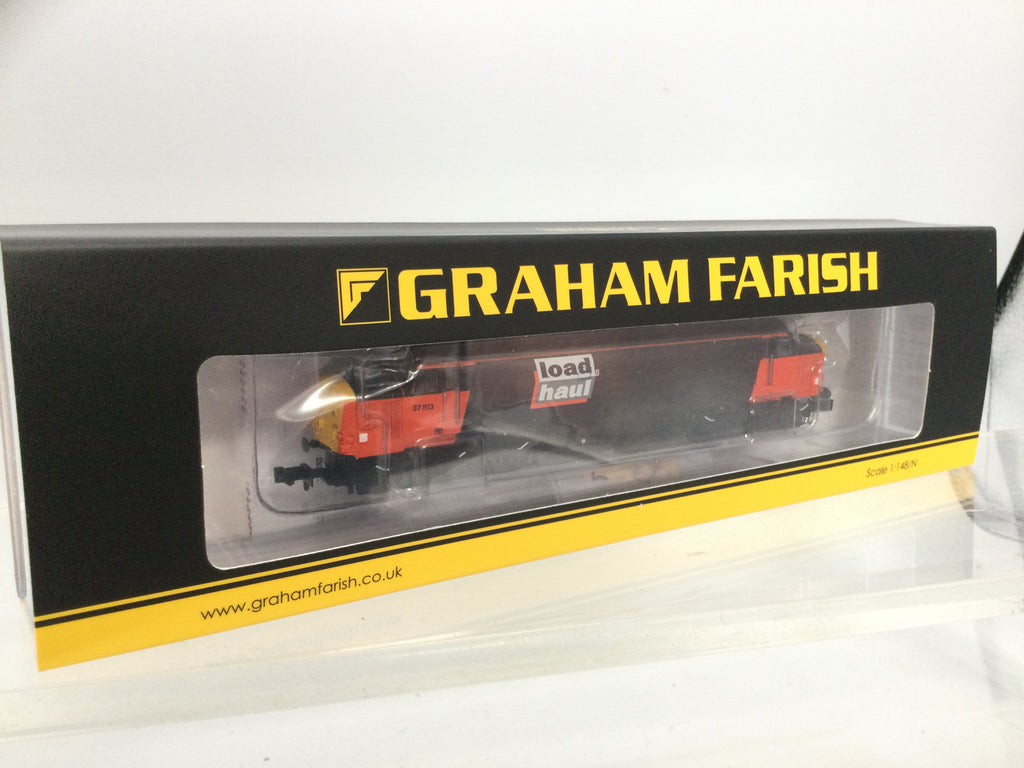 GRAHAM FARISH
load
haul
37 513
Scale 1:148/N
www.grahamfarish.co.uk